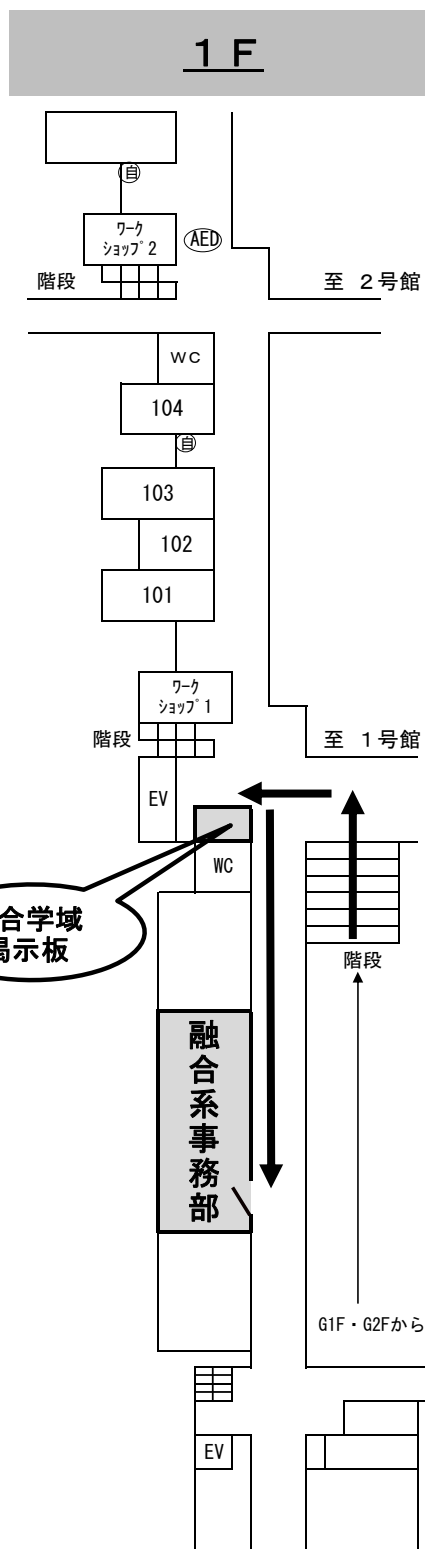 １Ｆ
自
ﾜｰｸ
ｼｮｯﾌﾟ2
AED
階段
至 ２号館
ＷＣ
104
自
103
102
101
ﾜｰｸ
ｼｮｯﾌﾟ1
階段
至 １号館
EV
WC
合学域
掲示板
階段
融合系事務部
G1F・G2Fから
EV